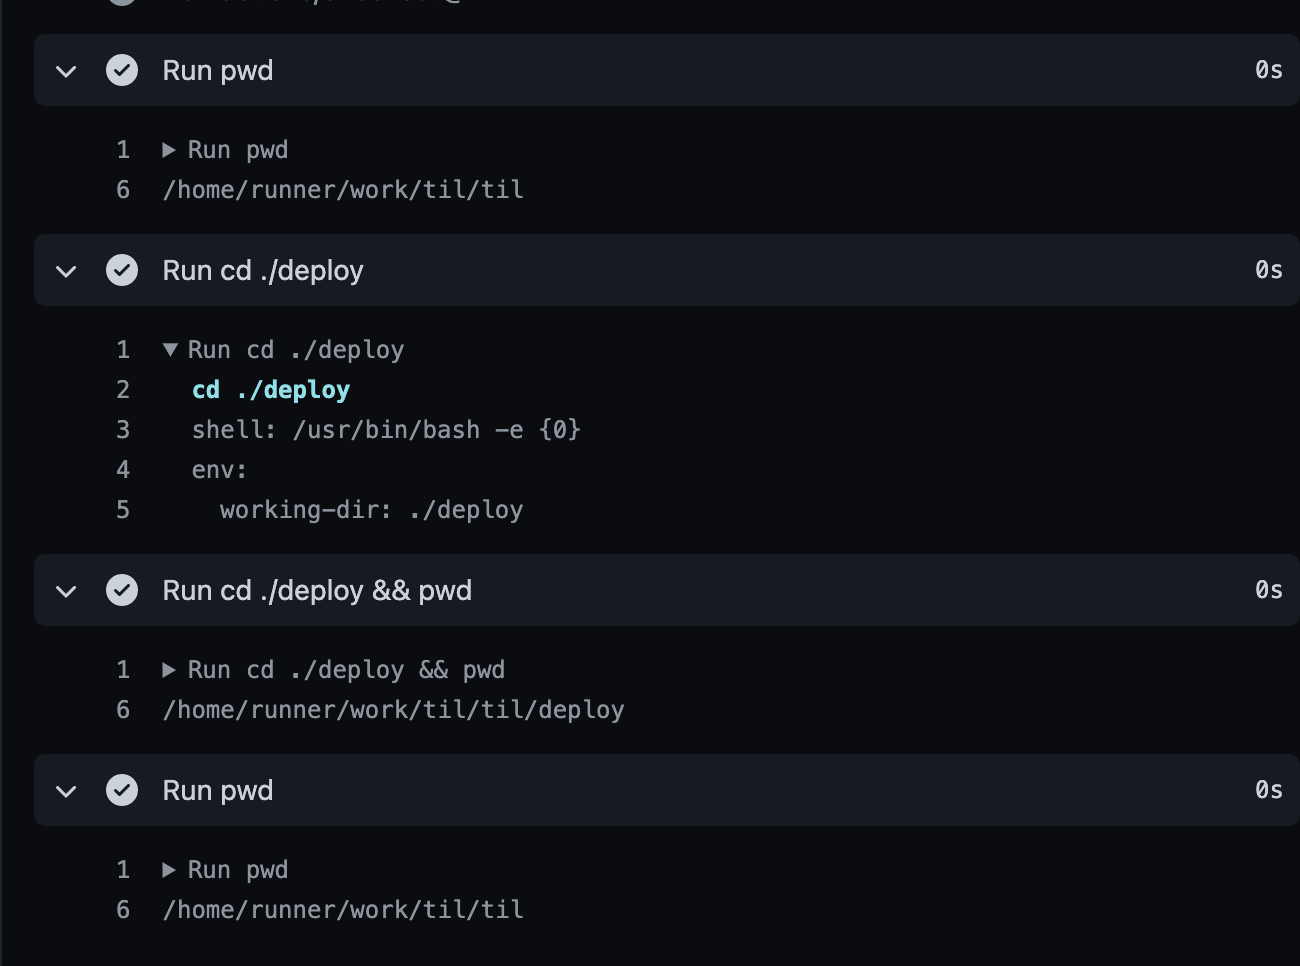 Run pwd
0s
1 Run pwd
6 /home/runner/work/til/til
Run cd ./deploy
0s
1 Run cd ./deploy
2 cd ./deploy
3 shell: /usr/bin/bash -e {0}
4 env:
5 working-dir: ./deploy
Run cd ./deploy && pwd
0s
1 Run cd ./deploy && pwd
6 /home/runner/work/til/til/deploy
Run pwd
0s
1 Run pwd
6 /home/runner/work/til/til